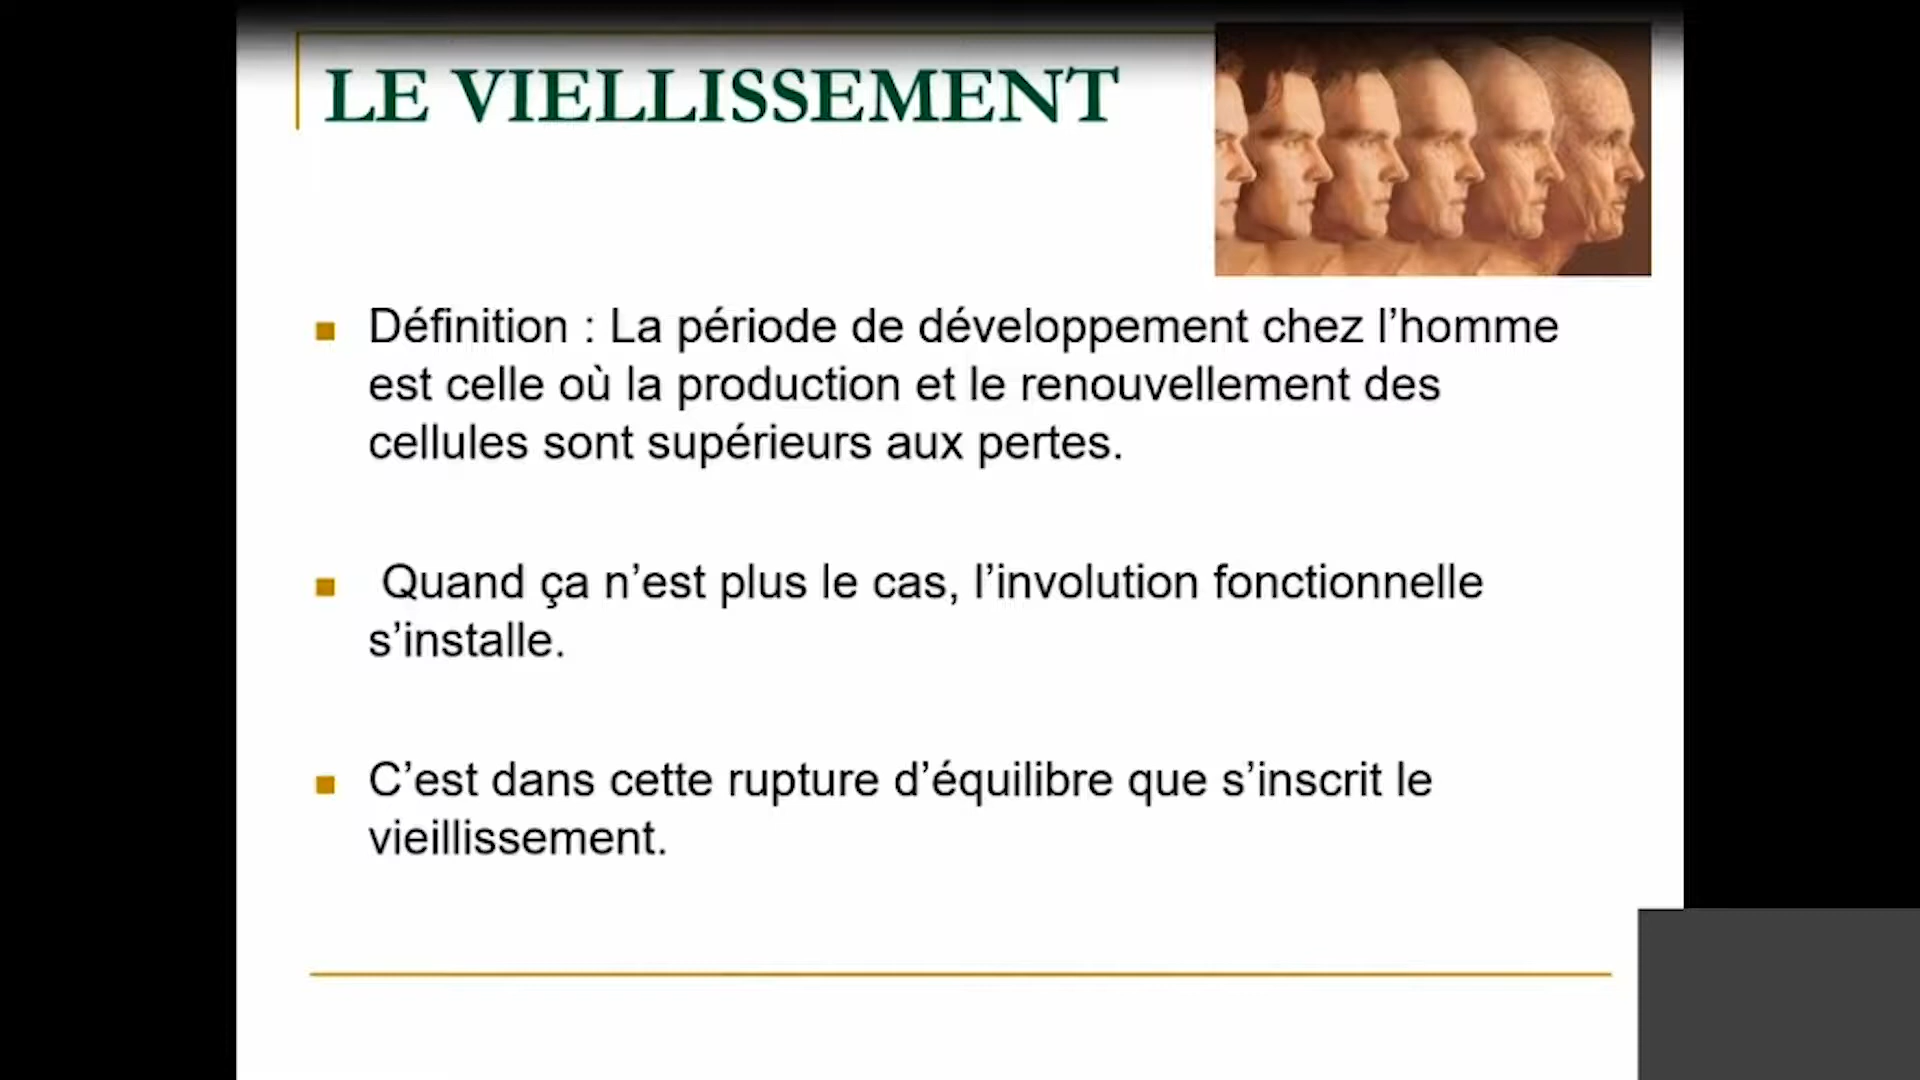 LE VIELLISSEMENT
Définition : La période de développement chez l’homme
est celle où la production et le renouvellement des
cellules sont supérieurs aux pertes.
Quand ça n’est plus le cas, l’involution fonctionnelle
s’installe.
C’est dans cette rupture d’équilibre que s’inscrit le
vieillissement.